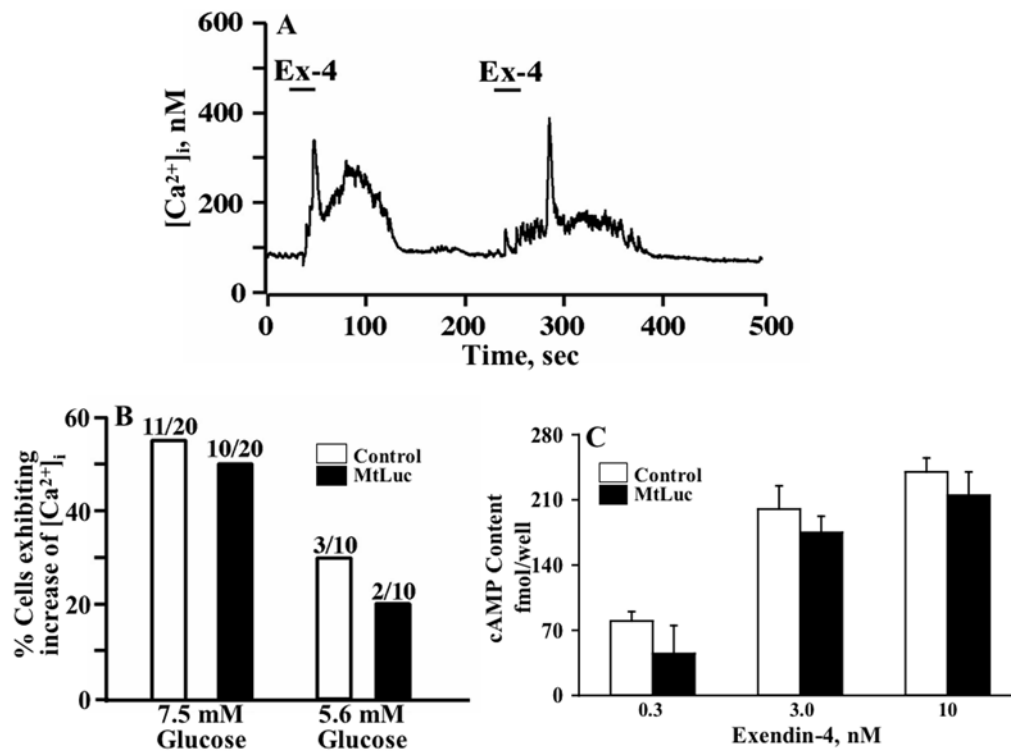 A
600
Ex-4 Ex-4
400
200
0
[Ca²⁺]ᵢ, nM
0 100 200 300 400 500
Time, sec
B
60
11/20
10/20
Control
MtLuc
40
3/10
20
2/10
0
% Cells exhibiting
increase of [Ca²⁺]ᵢ
7.5 mM 5.6 mM
Glucose Glucose
C
280
Control
MtLuc
210
140
70
0
cAMP Content
fmol/well
0.3 3.0 10
Exendin-4, nM